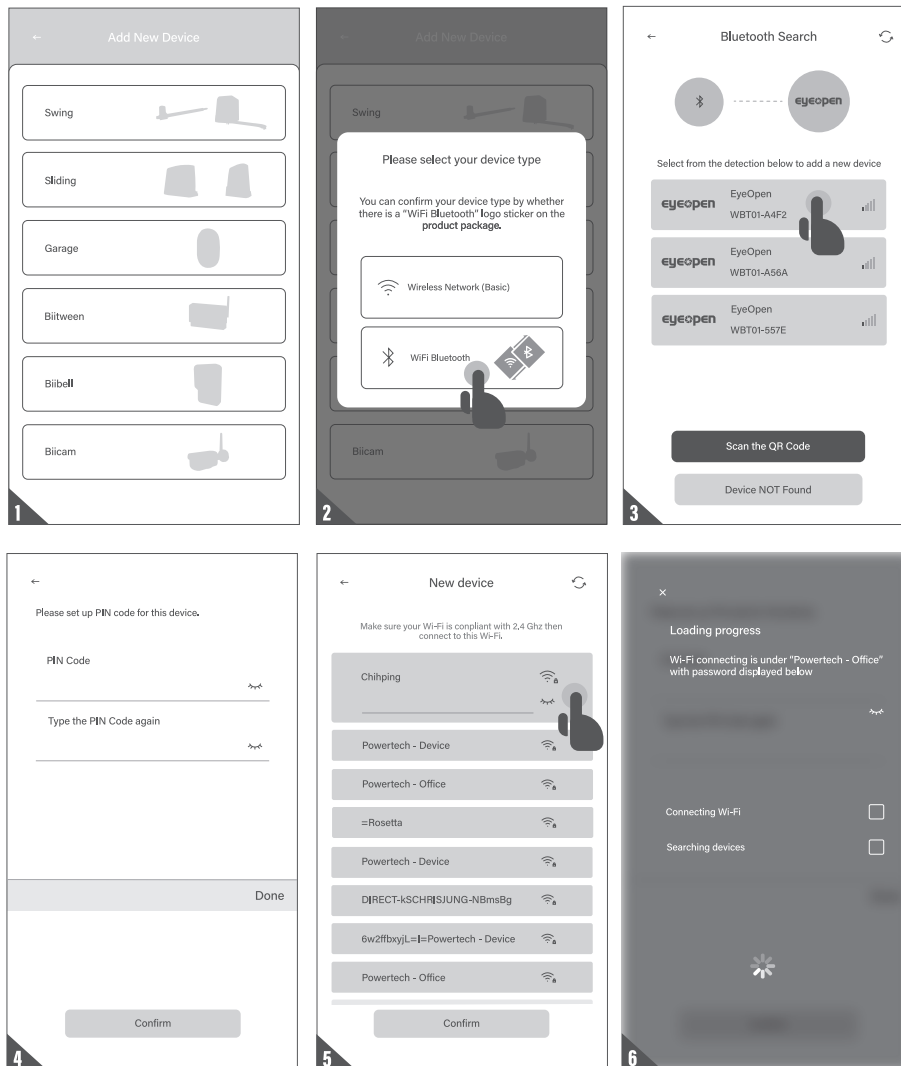 Add New Device
Swing
Sliding
Garage
Biitween
Biibell
Biicam
1
Add New Device
Swing
Please select your device type
You can confirm your device type by whether
there is a "WiFi Bluetooth" logo sticker on the
product package.
Wireless Network (Basic)
WiFi Bluetooth
Biicam
2
Bluetooth Search
eyeopen
Select from the detection below to add a new device
eyeopen
EyeOpen
WBT01-A4F2
eyeopen
EyeOpen
WBT01-A56A
eyeopen
EyeOpen
WBT01-557E
Scan the QR Code
Device NOT Found
3
Please set up PIN code for this device.
PIN Code
Type the PIN Code again
Done
Confirm
4
New device
Make sure your Wi-Fi is conpliant with 2,4 Ghz then
connect to this Wi-Fi.
Chihping
Powertech - Device
Powertech - Office
=Rosetta
Powertech - Device
DIRECT-kSCHRISJUNG-NBmsBg
6w2ffbxyjL=I=Powertech - Device
Powertech - Office
Confirm
5
Loading progress
Wi-Fi connecting is under "Powertech - Office"
with password displayed below
Connecting Wi-Fi
Searching devices
6